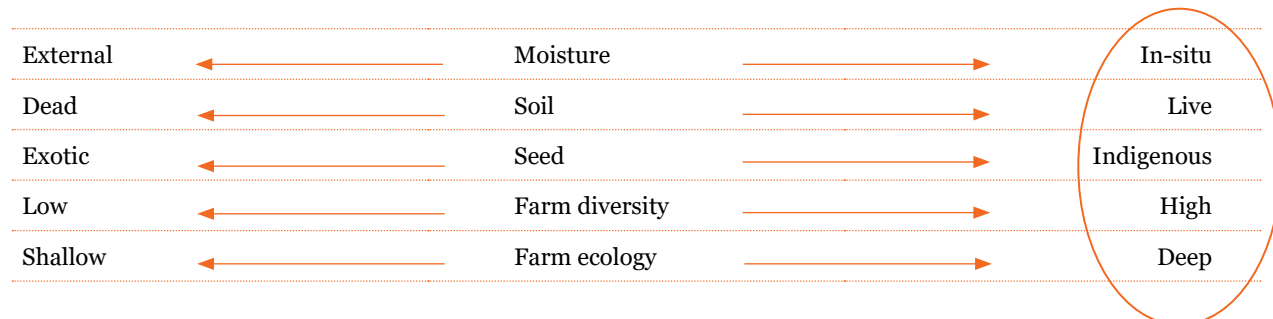 External Moisture In-situ
Dead Soil Live
Exotic Seed Indigenous
Low Farm diversity High
Shallow Farm ecology Deep